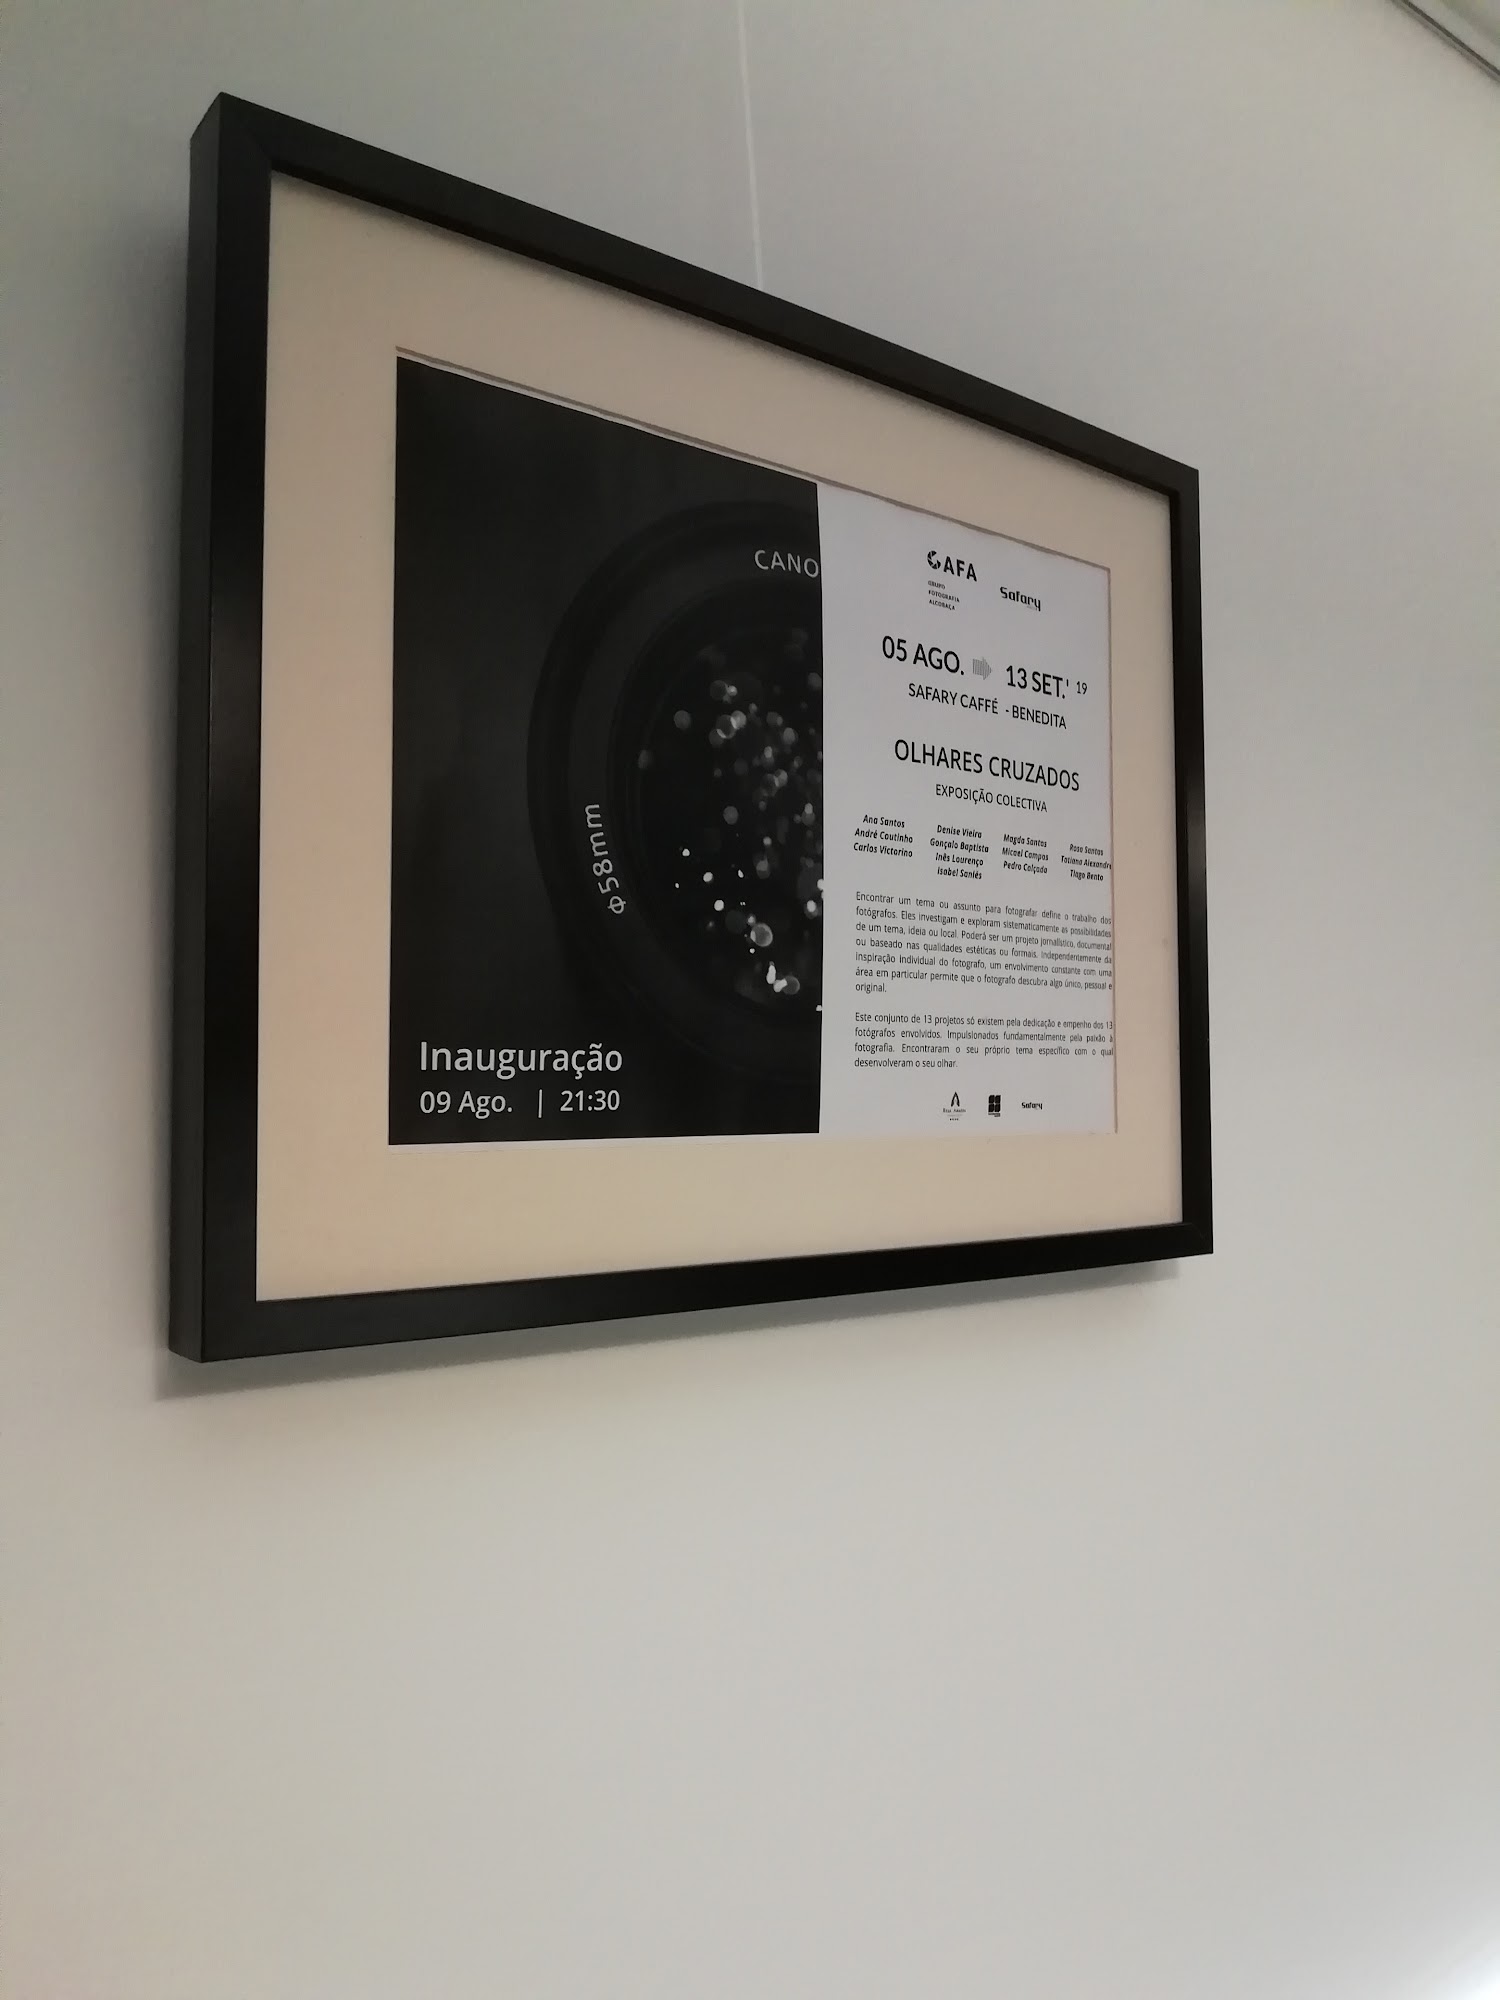 CANO
φ58mm
Inauguração
09 Ago. | 21:30
GAFA
GRUPO
FOTOGRAFIA
ALCOBAÇA
Safary
05 AGO. 13 SET.' 19
SAFARY CAFFÉ - BENEDITA
OLHARES CRUZADOS
EXPOSIÇÃO COLECTIVA
Ana Santos
André Coutinho
Carlos Victorino
Denise Vieira
Gonçalo Baptista
Inês Lourenço
Isabel Sanlés
Magda Santos
Micael Campos
Pedro Calçada
Rosa Santos
Tatiana Alexandre
Tiago Bento
Encontrar um tema ou assunto para fotografar define o trabalho dos
fotógrafos. Eles investigam e exploram sistematicamente as possibilidades
de um tema, ideia ou local. Poderá ser um projeto jornalístico, documental
ou baseado nas qualidades estéticas ou formais. Independentemente da
inspiração individual do fotografo, um envolvimento constante com uma
área em particular permite que o fotografo descubra algo único, pessoal e
original.
Este conjunto de 13 projetos só existem pela dedicação e empenho dos 13
fotógrafos envolvidos. Impulsionados fundamentalmente pela paixão à
fotografia. Encontraram o seu próprio tema específico com o qual
desenvolveram o seu olhar.
Safary